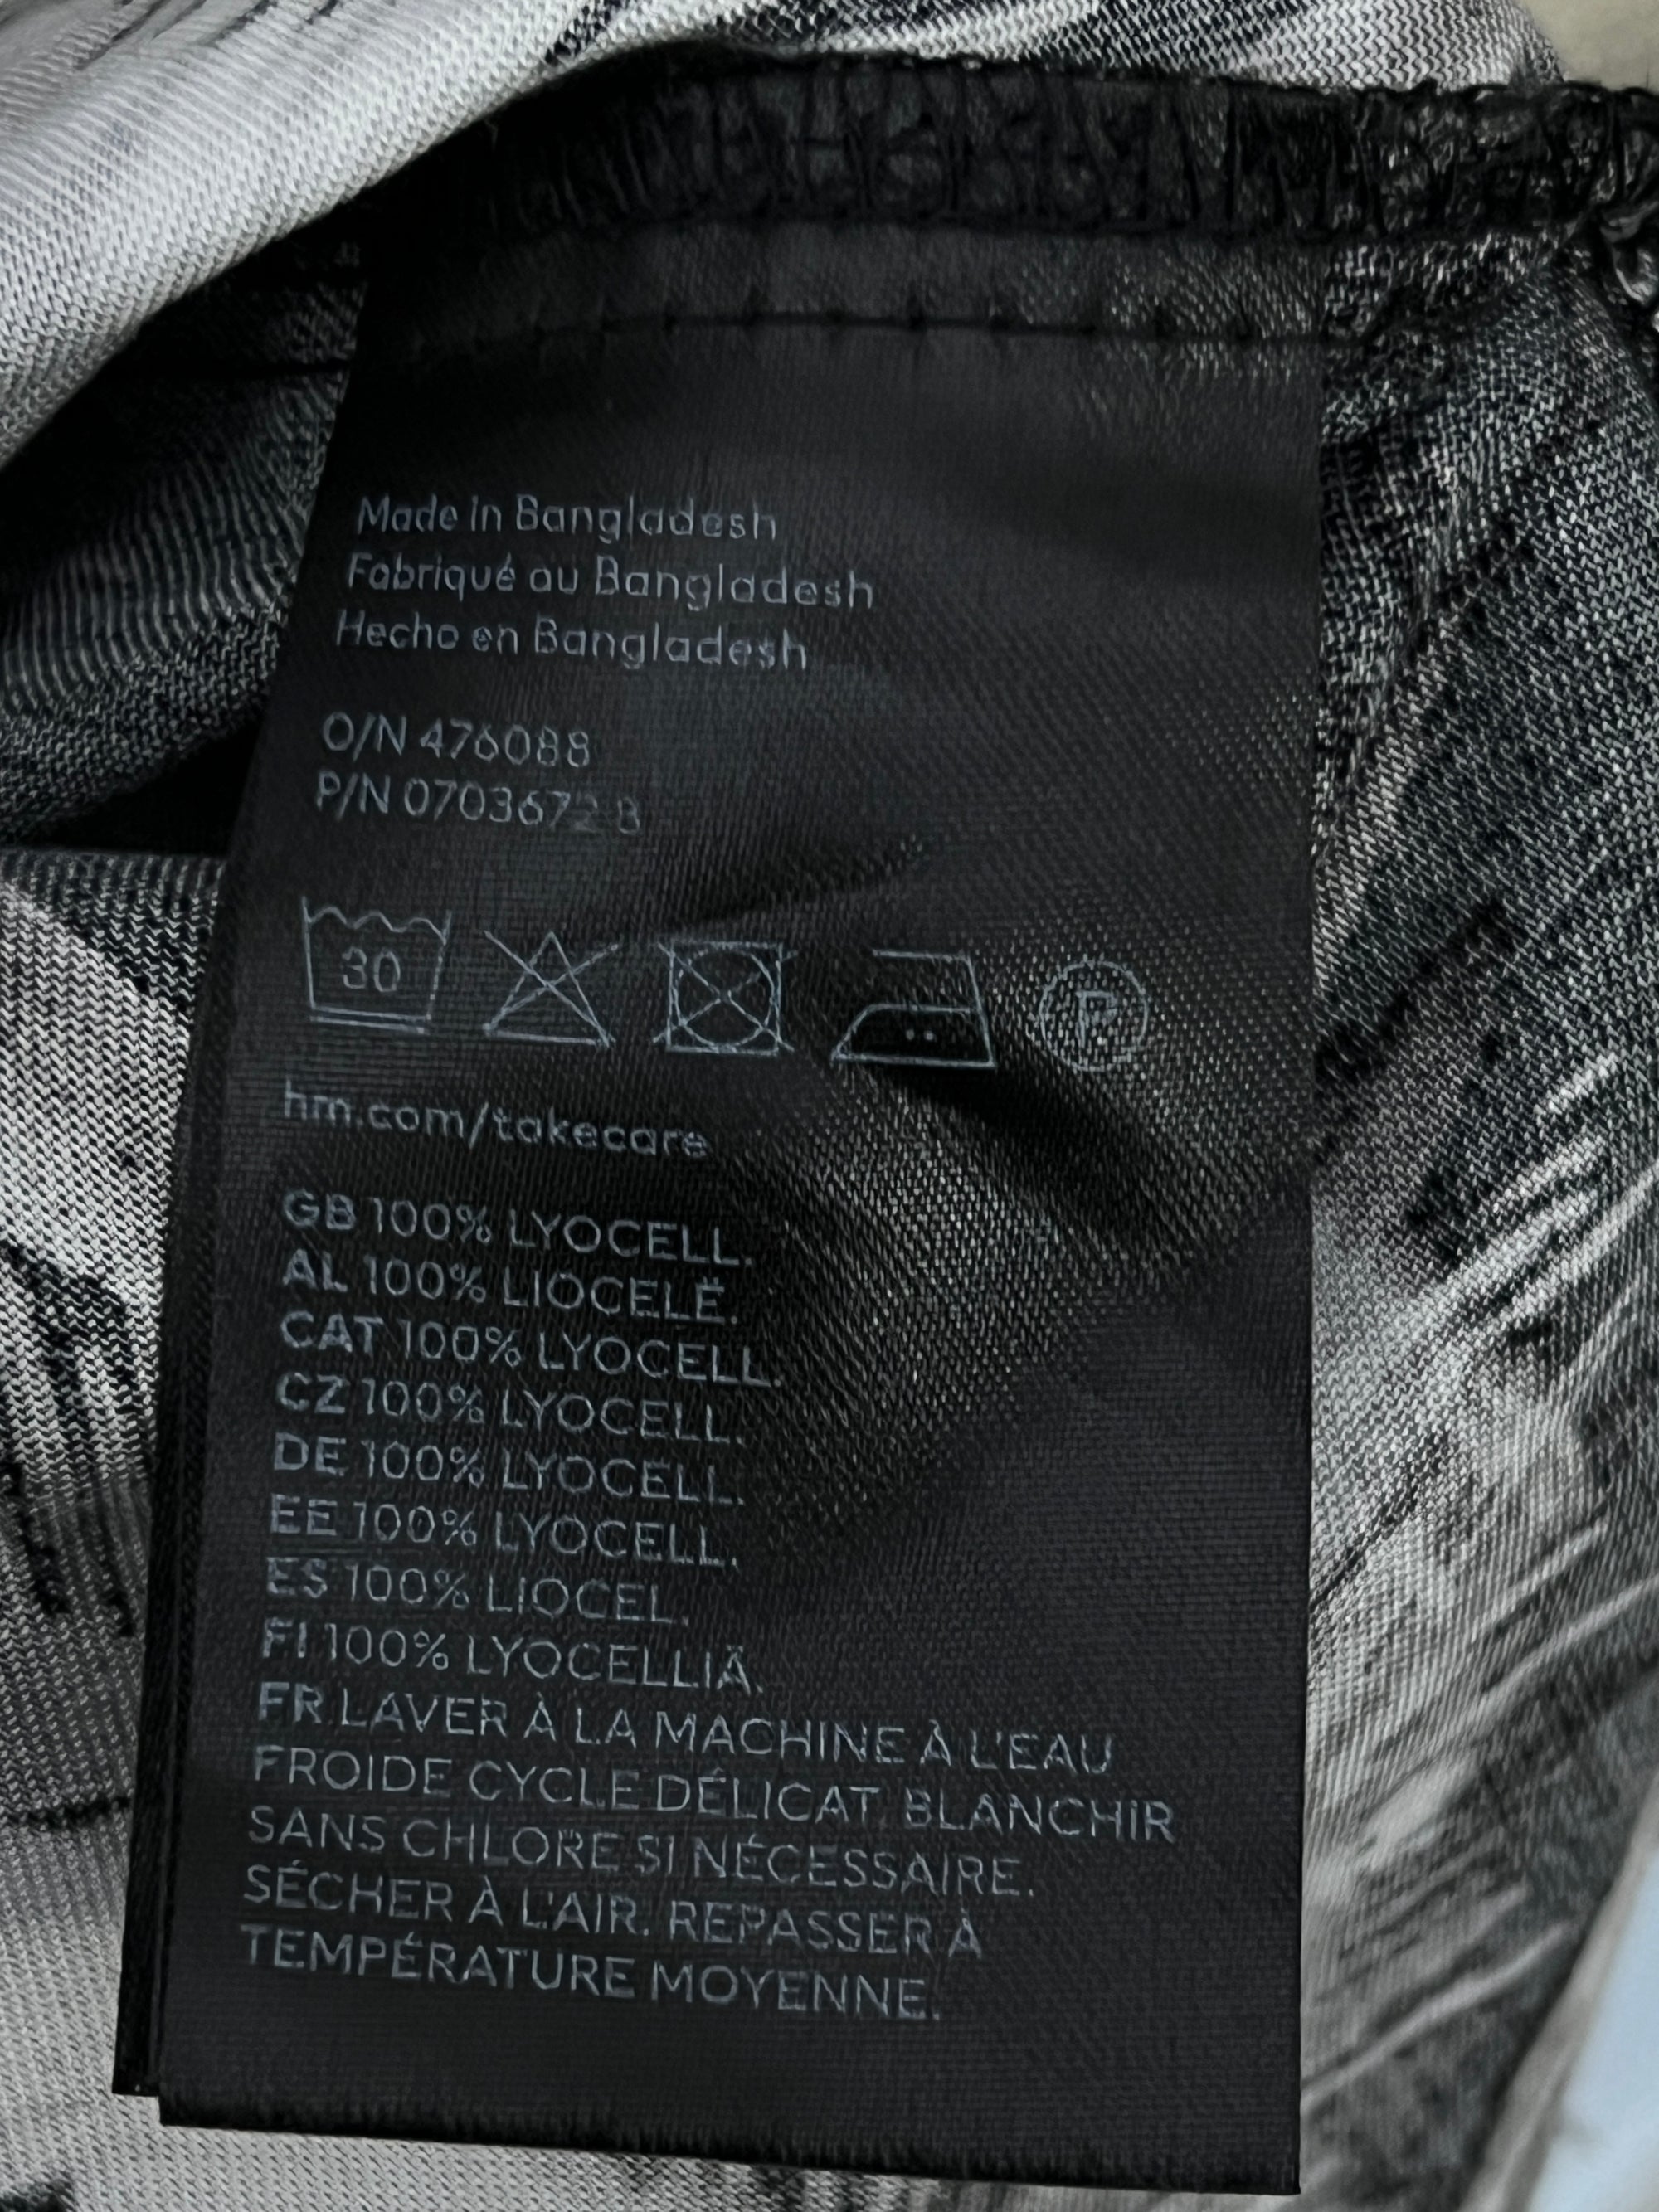 Made in Bangladesh
Fabriqué au Bangladesh
Hecho en Bangladesh
O/N 476088
P/N 0703672 8
30
P
hm.com/takecare
GB 100% LYOCELL.
AL 100% LIOCELË.
CAT 100% LYOCELL
CZ 100% LYOCELL.
DE 100% LYOCELL.
EE 100% LYOCELL.
ES 100% LIOCEL.
FI 100% LYOCELLIÄ.
FR LAVER À LA MACHINE À L'EAU
FROIDE CYCLE DÉLICAT. BLANCHIR
SANS CHLORE SI NÉCESSAIRE.
SÉCHER À L'AIR. REPASSER À
TEMPÉRATURE MOYENNE.